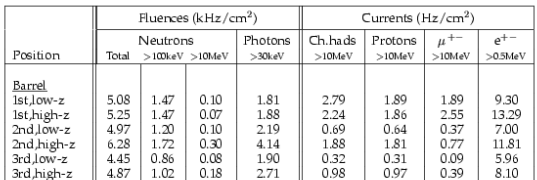 Fluences (kHz/cm²) Currents (Hz/cm²)
Neutrons Photons Ch.hads Protons μ⁺⁻ e⁺⁻
Position Total >100keV >10MeV >30keV >10MeV >10MeV >10MeV >0.5MeV
Barrel
1st,low-z 5.08 1.47 0.10 1.81 2.79 1.89 1.89 9.30
1st,high-z 5.25 1.47 0.07 1.88 2.24 1.86 2.55 13.29
2nd,low-z 4.97 1.20 0.10 2.19 0.69 0.64 0.37 7.00
2nd,high-z 6.28 1.72 0.30 4.14 1.88 1.81 0.77 11.81
3rd,low-z 4.45 0.86 0.08 1.90 0.32 0.31 0.09 5.96
3rd,high-z 4.87 1.02 0.18 2.71 0.98 0.97 0.39 8.10